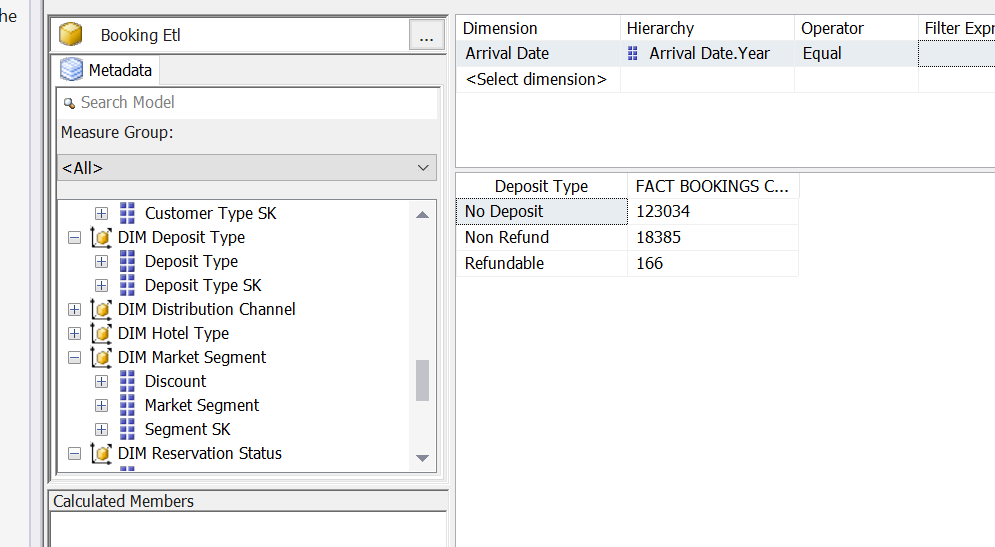 he
Booking Etl
...
Metadata
Search Model
Measure Group:
<All>
Customer Type SK
DIM Deposit Type
Deposit Type
Deposit Type SK
DIM Distribution Channel
DIM Hotel Type
DIM Market Segment
Discount
Market Segment
Segment SK
DIM Reservation Status
Calculated Members
Dimension Hierarchy Operator Filter Expr
Arrival Date Arrival Date.Year Equal
<Select dimension>
Deposit Type FACT BOOKINGS C...
No Deposit 123034
Non Refund 18385
Refundable 166